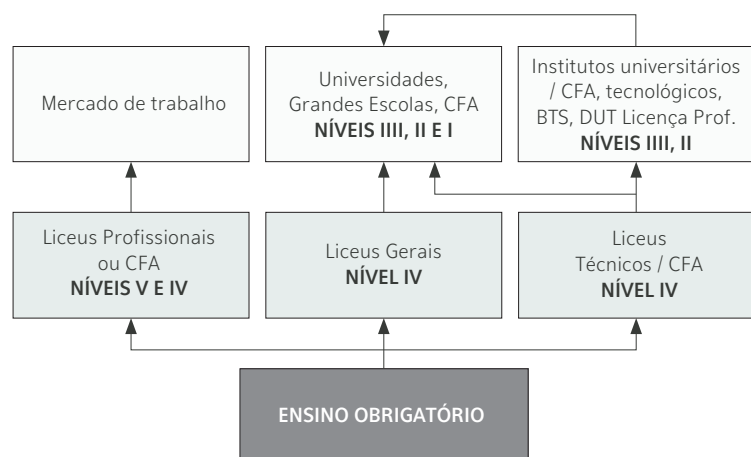 Mercado de trabalho
Universidades,
Grandes Escolas, CFA
NÍVEIS IIII, II E I
Institutos universitários
/ CFA, tecnológicos,
BTS, DUT Licença Prof.
NÍVEIS IIII, II
Liceus Profissionais
ou CFA
NÍVEIS V E IV
Liceus Gerais
NÍVEL IV
Liceus
Técnicos / CFA
NÍVEL IV
ENSINO OBRIGATÓRIO